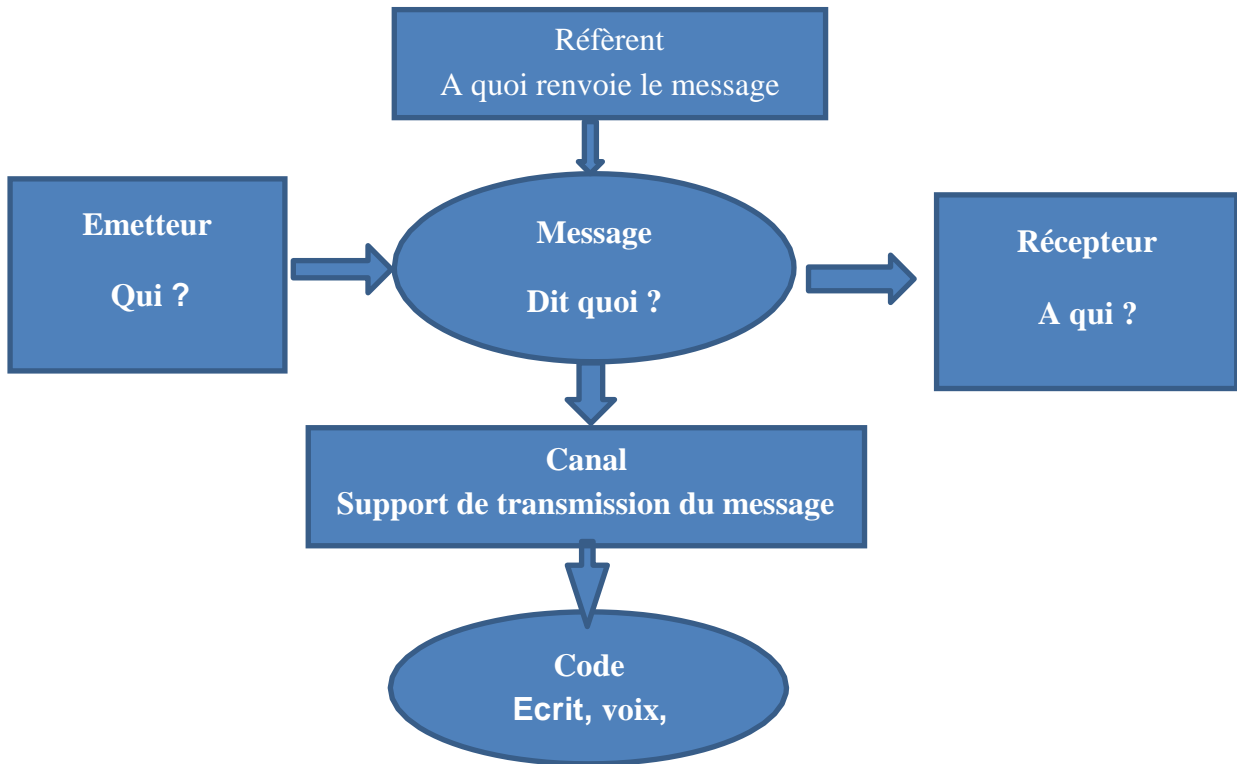 Réfèrent
A quoi renvoie le message
Emetteur
Qui ?
Message
Dit quoi ?
Récepteur
A qui ?
Canal
Support de transmission du message
Code
Ecrit, voix,